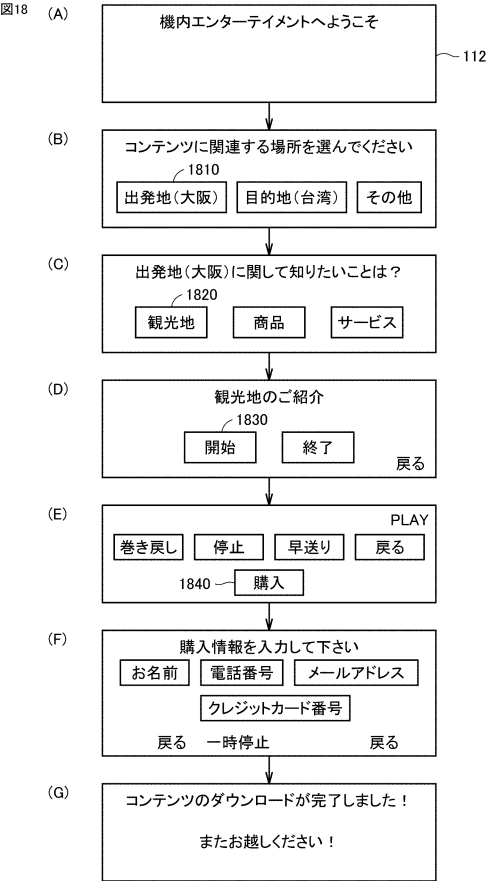 図18
(A)
機内エンターテイメントへようこそ
112
(B)
コンテンツに関連する場所を選んでください
1810
出発地(大阪) 目的地(台湾) その他
(C)
出発地(大阪)に関して知りたいことは?
1820
観光地 商品 サービス
(D)
観光地のご紹介
1830
開始 終了
戻る
(E)
PLAY
巻き戻し 停止 早送り 戻る
1840 購入
(F)
購入情報を入力して下さい
お名前 電話番号 メールアドレス
クレジットカード番号
戻る 一時停止 戻る
(G)
コンテンツのダウンロードが完了しました!
またお越しください!